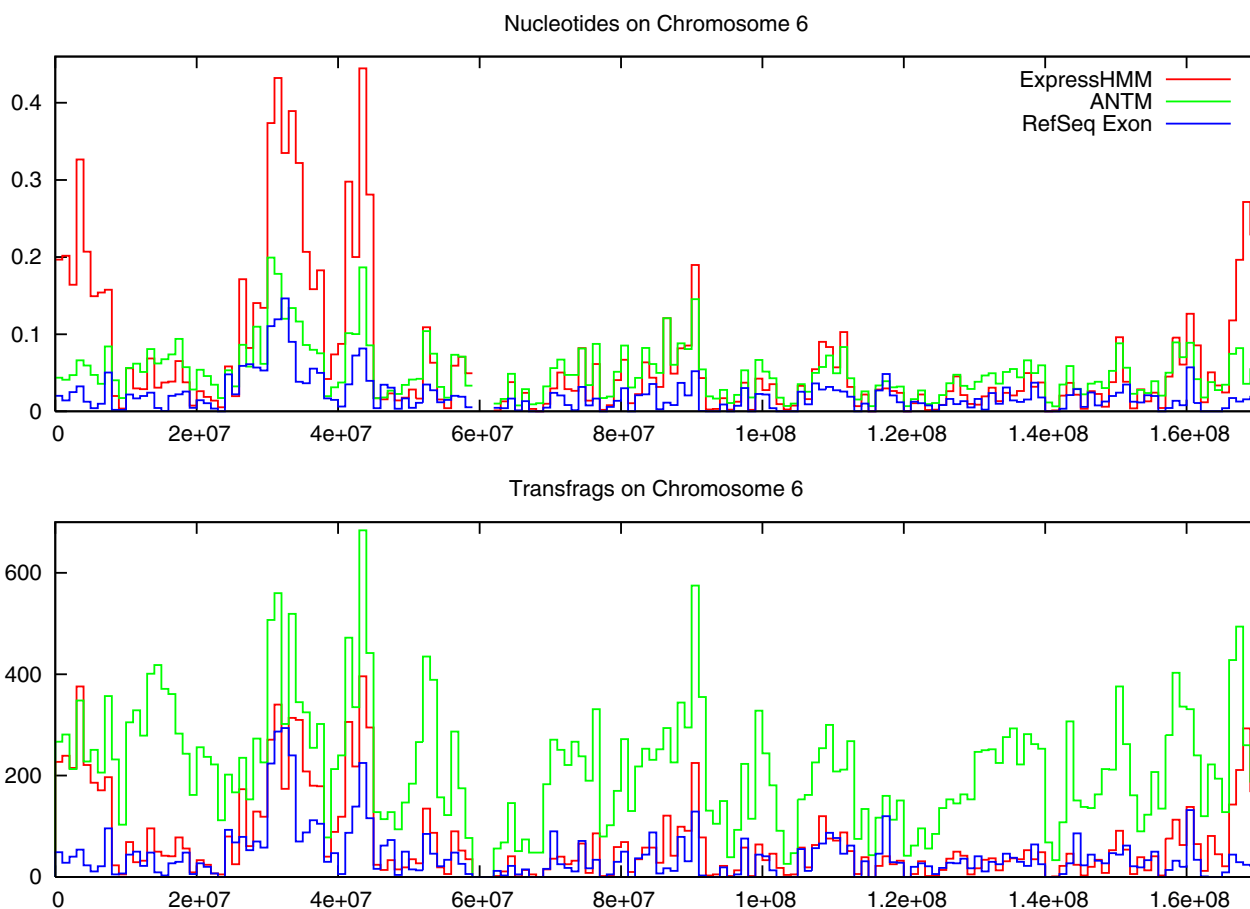 Nucleotides on Chromosome 6
ExpressHMM
ANTM
RefSeq Exon
0.4
0.3
0.2
0.1
0
0 2e+07 4e+07 6e+07 8e+07 1e+08 1.2e+08 1.4e+08 1.6e+08
Transfrags on Chromosome 6
600
400
200
0
0 2e+07 4e+07 6e+07 8e+07 1e+08 1.2e+08 1.4e+08 1.6e+08